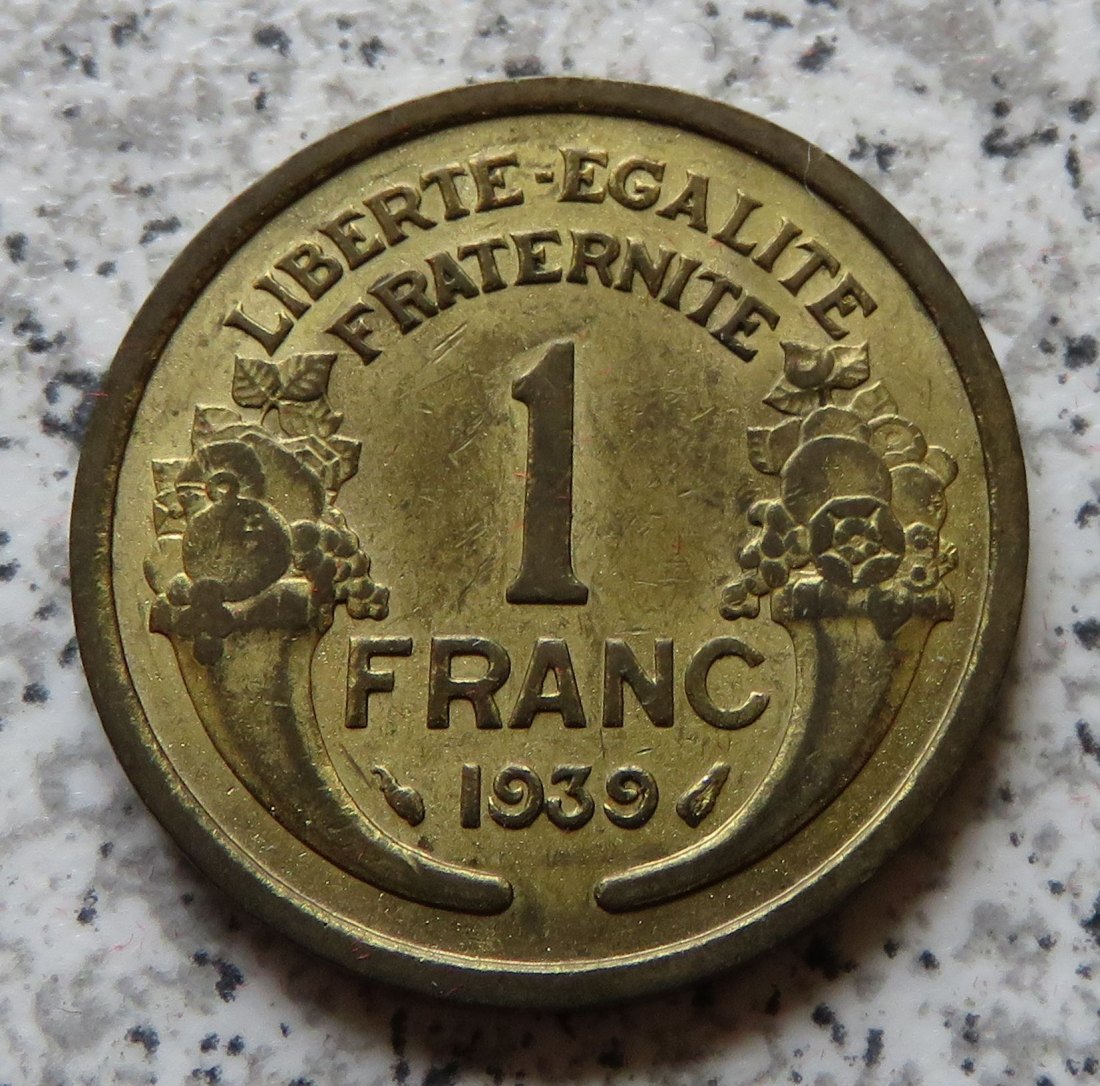 LIBERTE-EGALITE
FRATERNITE
1
FRANC
1939